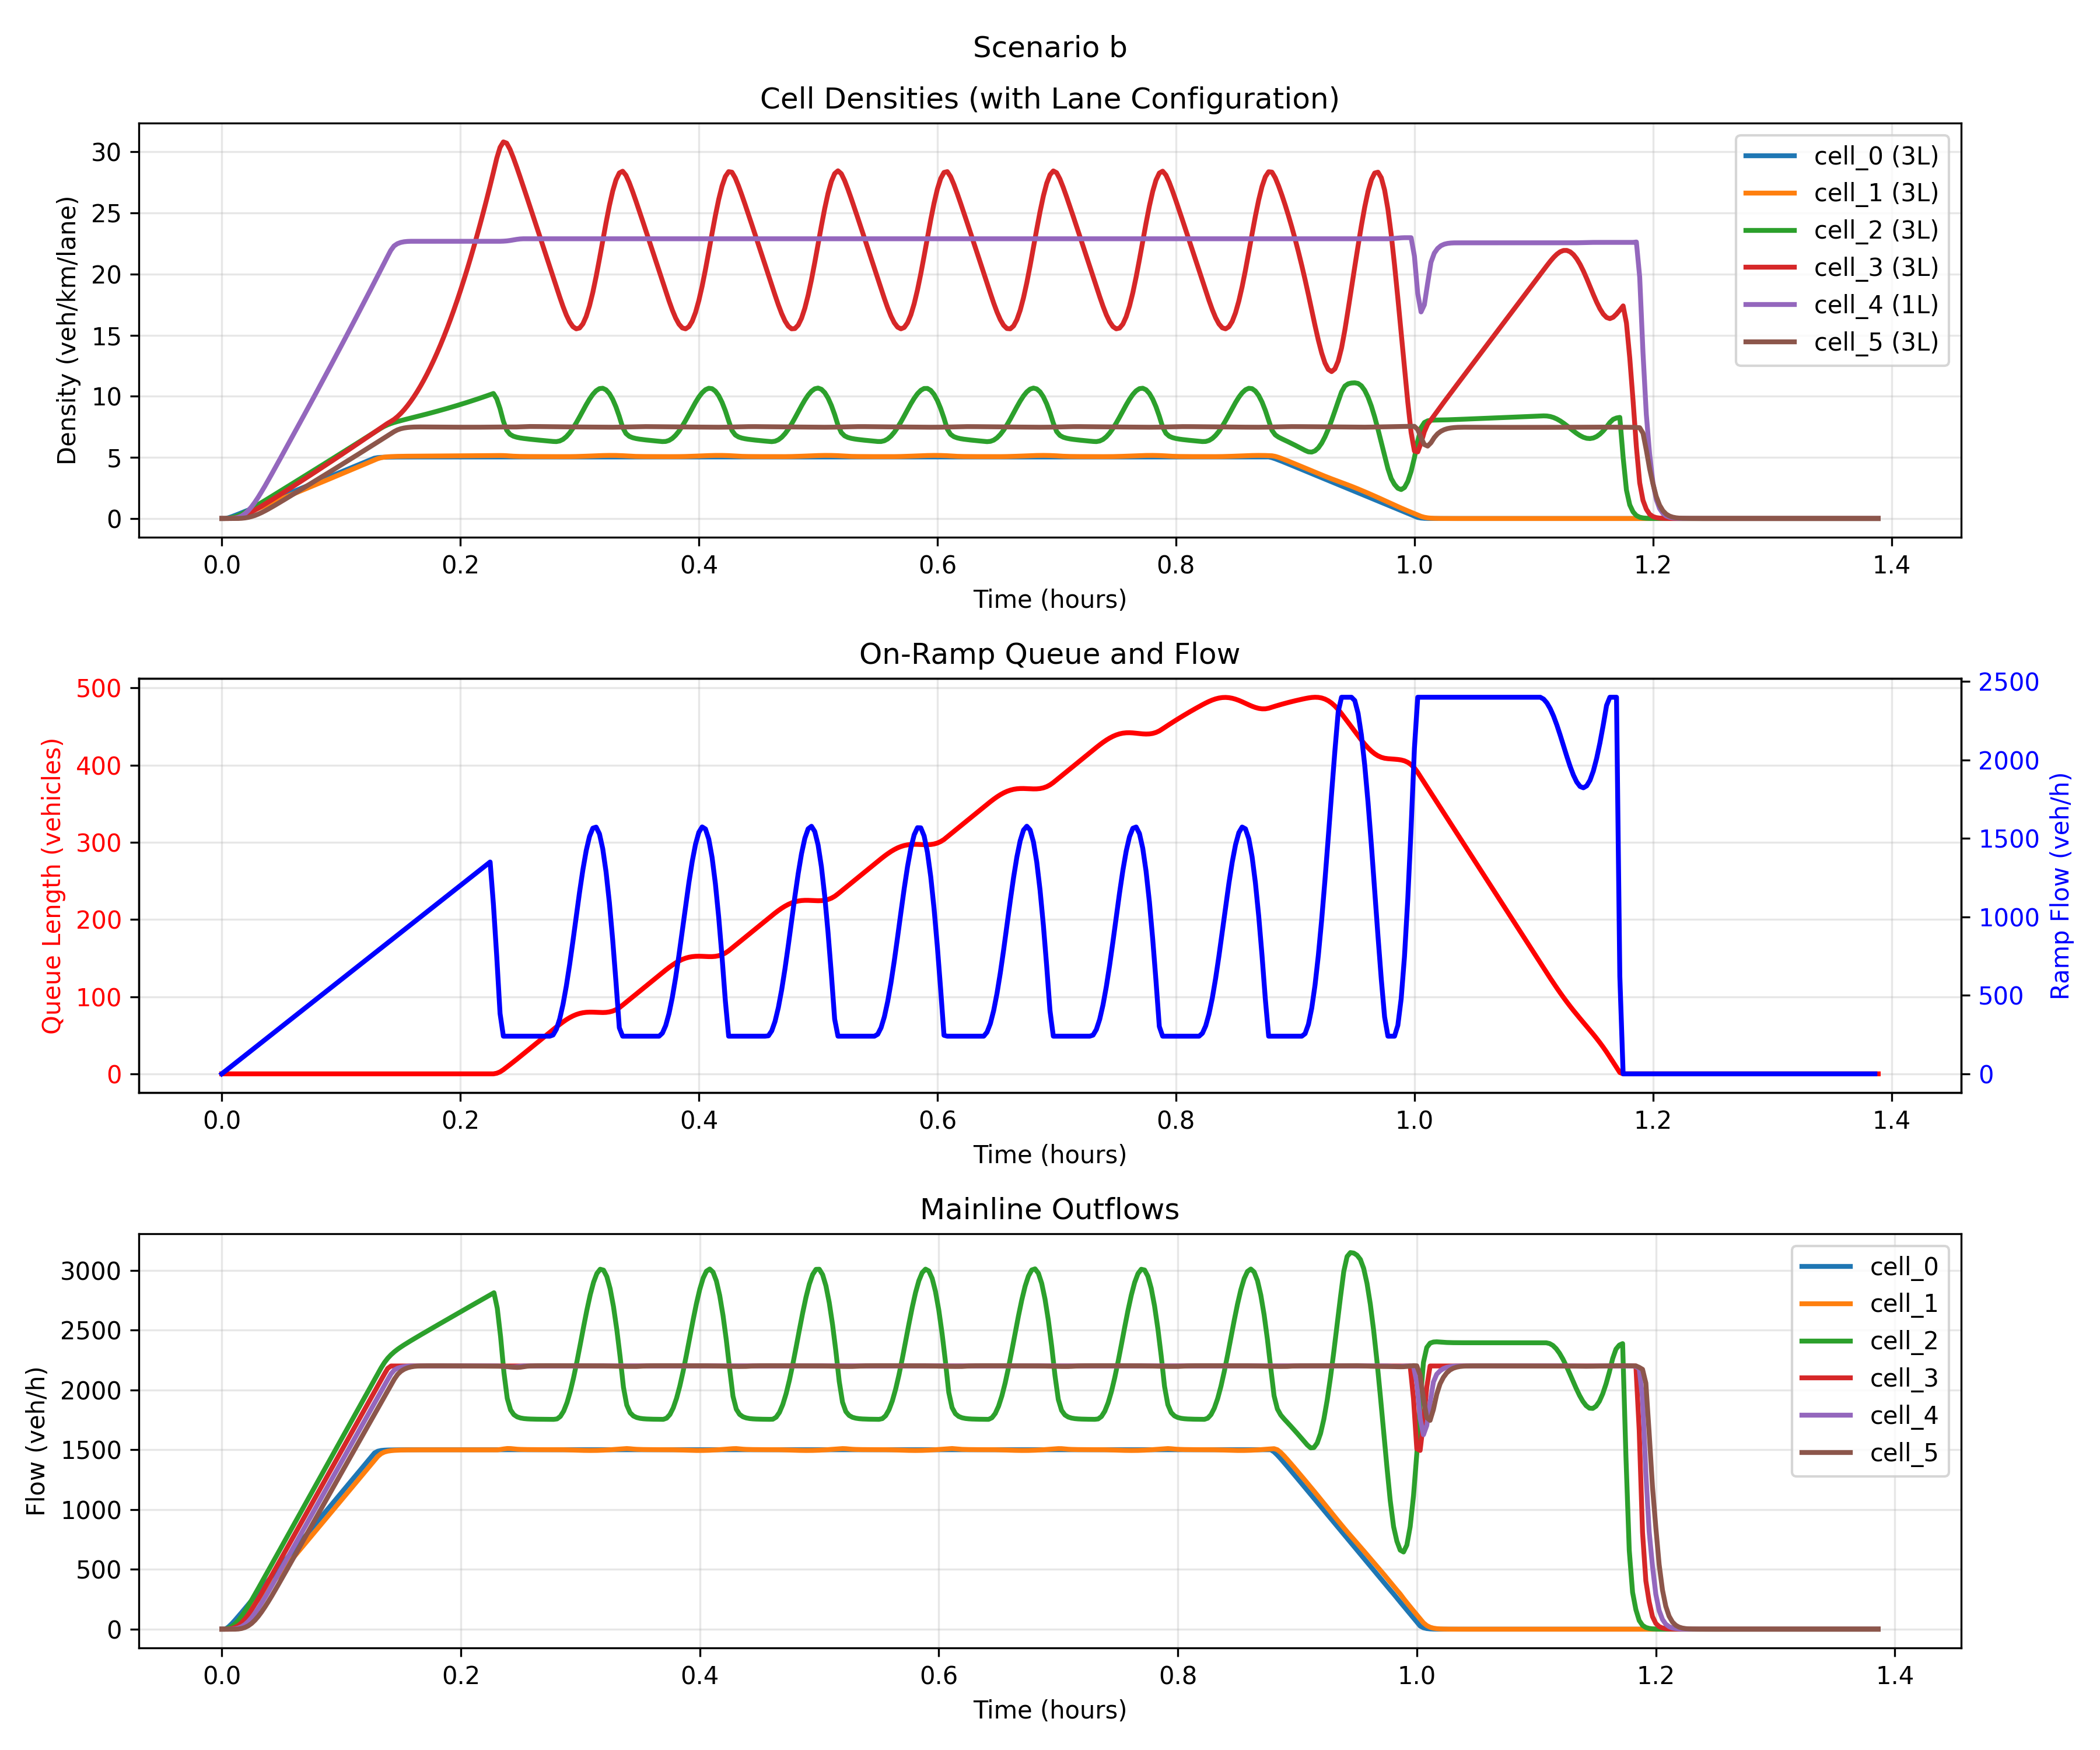 Scenario b
Cell Densities (with Lane Configuration)
Density (veh/km/lane)
30
25
20
15
10
5
0
cell_0 (3L)
cell_1 (3L)
cell_2 (3L)
cell_3 (3L)
cell_4 (1L)
cell_5 (3L)
0.0 0.2 0.4 0.6 0.8 1.0 1.2 1.4
Time (hours)
On-Ramp Queue and Flow
Queue Length (vehicles)
500
400
300
200
100
0
2500
2000
1500
1000
500
0
Ramp Flow (veh/h)
0.0 0.2 0.4 0.6 0.8 1.0 1.2 1.4
Time (hours)
Mainline Outflows
Flow (veh/h)
3000
2500
2000
1500
1000
500
0
cell_0
cell_1
cell_2
cell_3
cell_4
cell_5
0.0 0.2 0.4 0.6 0.8 1.0 1.2 1.4
Time (hours)